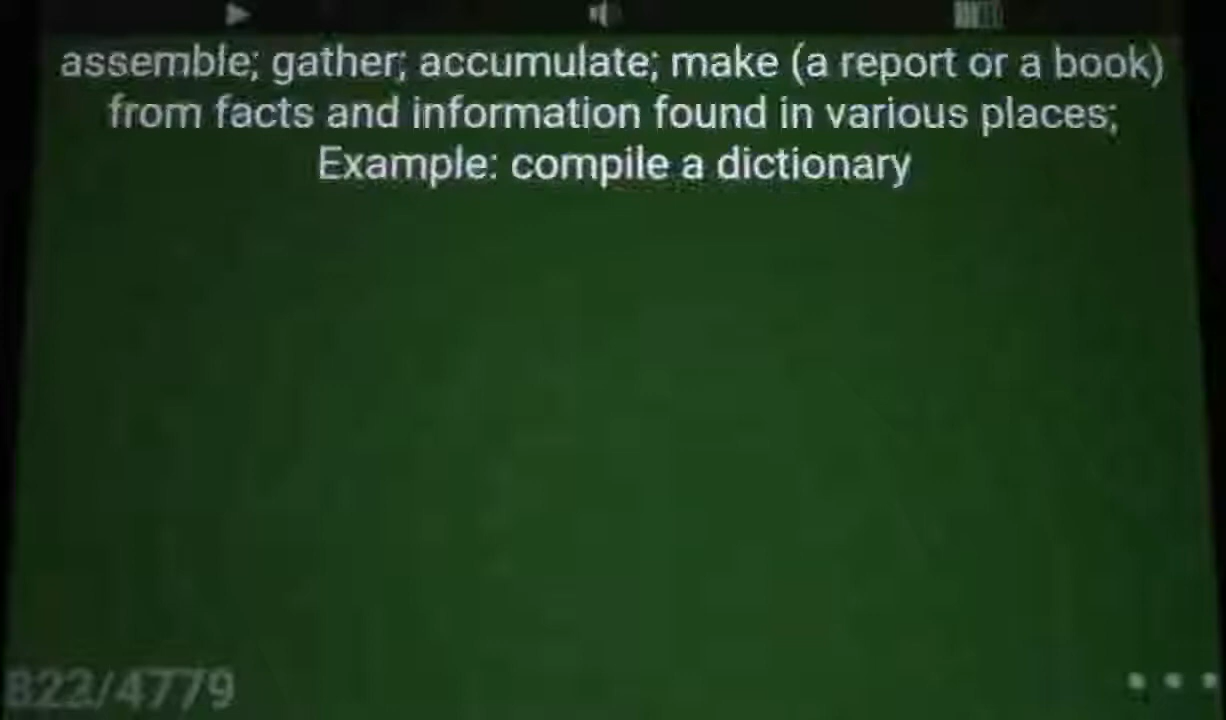 assemble; gather; accumulate; make (a report or a book)
from facts and information found in various places;
Example: compile a dictionary
822/4779